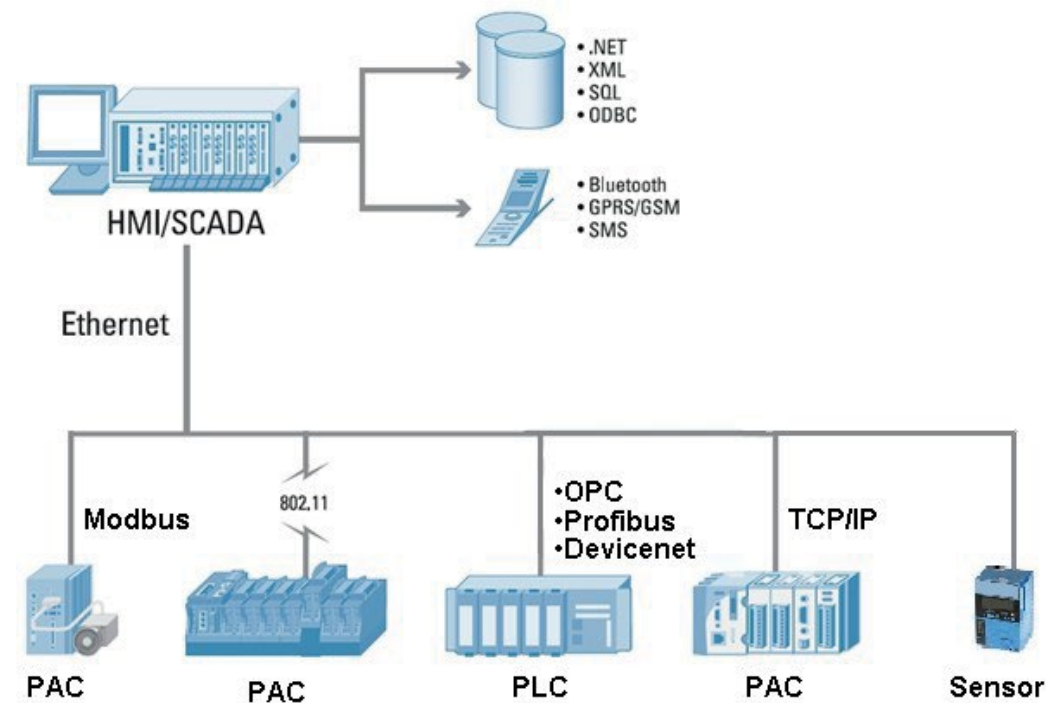 • .NET
• XML
• SQL
• ODBC
• Bluetooth
• GPRS/GSM
• SMS
HMI/SCADA
Ethernet
Modbus
802.11
•OPC
•Profibus
•Devicenet
TCP/IP
PAC
PAC
PLC
PAC
Sensor